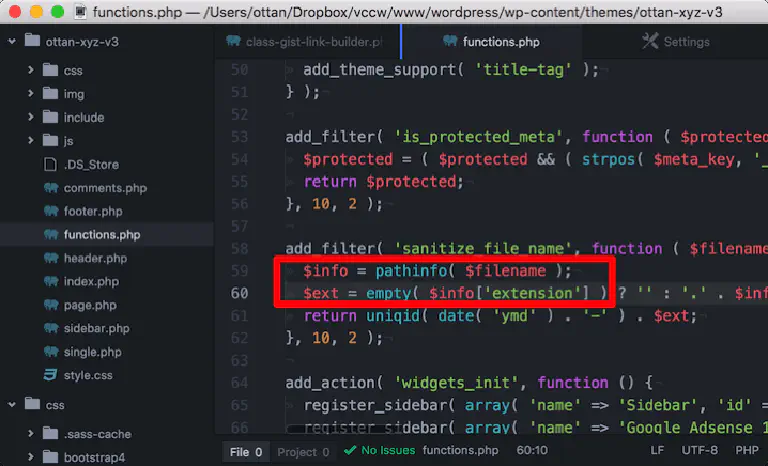 functions.php — /Users/ottan/Dropbox/vccw/www/wordpress/wp-content/themes/ottan-xyz-v3
ottan-xyz-v3
css
img
include
js
.DS_Store
comments.php
footer.php
functions.php
header.php
index.php
page.php
sidebar.php
single.php
style.css
css
.sass-cache
bootstrap4
class-gist-link-builder.p
functions.php
Settings
50 add_theme_support( 'title-tag' );
51 } );
52
53 add_filter( 'is_protected_meta', function ( $protected
54 $protected = ( $protected && ( strpos( $meta_key, '_
55 return $protected;
56 }, 10, 2 );
57
58 add_filter( 'sanitize_file_name', function ( $filename
59 $info = pathinfo( $filename );
60 $ext = empty( $info['extension'] ) ? '' : '.' . $inf
61 return uniqid( date( 'ymd' ) . '-' ) . $ext;
62 }, 10, 2 );
63
64 add_action( 'widgets_init', function () {
65 register_sidebar( array( 'name' => 'Sidebar', 'id' =
66 register_sidebar( array( 'name' => 'Google Adsense 1
File 0 Project 0 No Issues functions.php 60:10 LF UTF-8 PHP